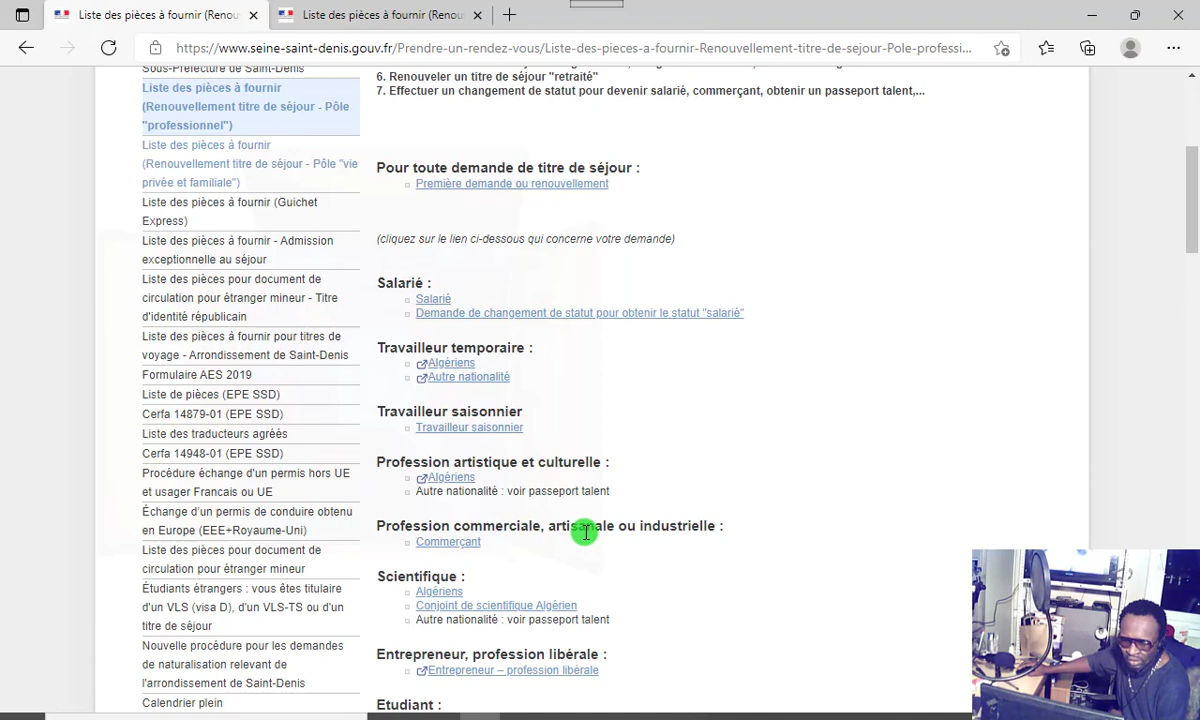 Liste des pièces à fournir (Renou
Liste des pièces à fournir (Renou
https://www.seine-saint-denis.gouv.fr/Prendre-un-rendez-vous/Liste-des-pieces-a-fournir-Renouvellement-titre-de-sejour-Pole-professi...
Sous-Préfecture de Saint-Denis
Liste des pièces à fournir
(Renouvellement titre de séjour - Pôle
"professionnel")
Liste des pièces à fournir
(Renouvellement titre de séjour - Pôle "vie
privée et familiale")
Liste des pièces à fournir (Guichet
Express)
Liste des pièces à fournir - Admission
exceptionnelle au séjour
Liste des pièces pour document de
circulation pour étranger mineur - Titre
d'identité républicain
Liste des pièces à fournir pour titres de
voyage - Arrondissement de Saint-Denis
Formulaire AES 2019
Liste de pièces (EPE SSD)
Cerfa 14879-01 (EPE SSD)
Liste des traducteurs agréés
Cerfa 14948-01 (EPE SSD)
Procédure échange d'un permis hors UE
et usager Francais ou UE
Échange d'un permis de conduire obtenu
en Europe (EEE+Royaume-Uni)
Liste des pièces pour document de
circulation pour étranger mineur
Étudiants étrangers : vous êtes titulaire
d'un VLS (visa D), d'un VLS-TS ou d'un
titre de séjour
Nouvelle procédure pour les demandes
de naturalisation relevant de
l'arrondissement de Saint-Denis
Calendrier plein
6. Renouveler un titre de séjour "retraité"
7. Effectuer un changement de statut pour devenir salarié, commerçant, obtenir un passeport talent,...
Pour toute demande de titre de séjour :
Première demande ou renouvellement
(cliquez sur le lien ci-dessous qui concerne votre demande)
Salarié :
Salarié
Demande de changement de statut pour obtenir le statut "salarié"
Travailleur temporaire :
Algériens
Autre nationalité
Travailleur saisonnier
Travailleur saisonnier
Profession artistique et culturelle :
Algériens
Autre nationalité : voir passeport talent
Profession commerciale, artisanale ou industrielle :
Commerçant
Scientifique :
Algériens
Conjoint de scientifique Algérien
Autre nationalité : voir passeport talent
Entrepreneur, profession libérale :
Entrepreneur – profession libérale
Etudiant :